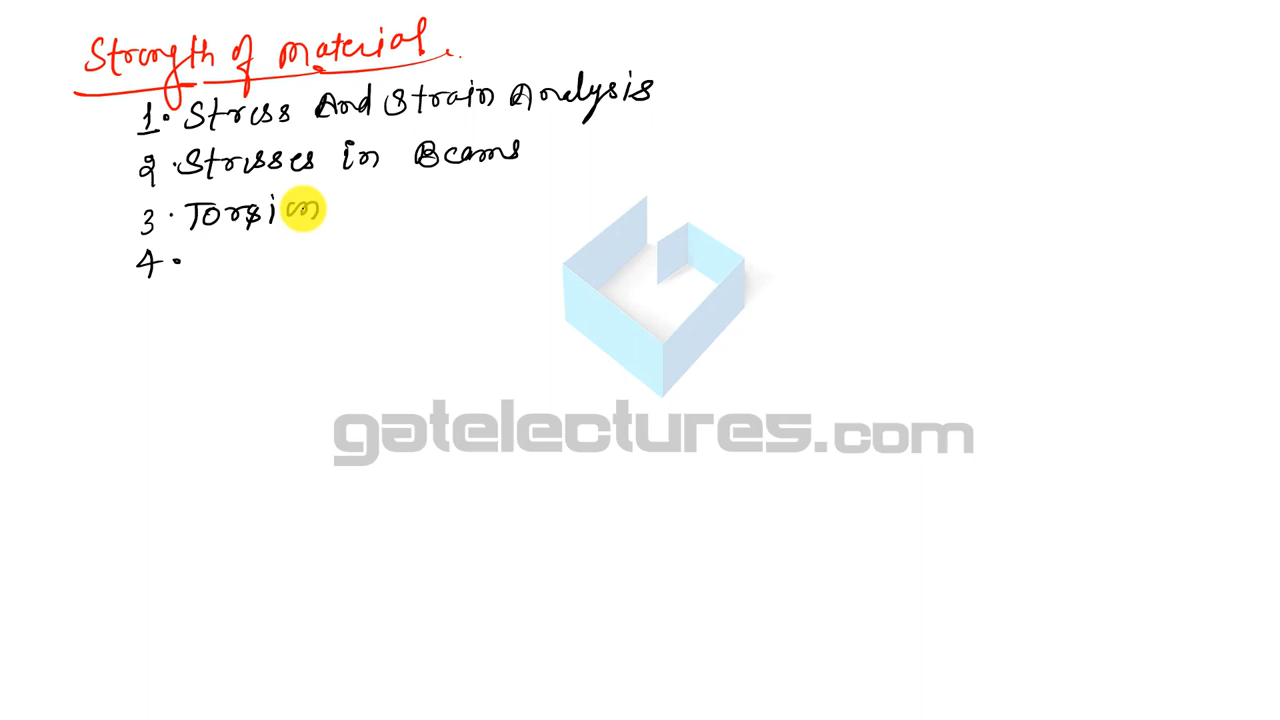 Strength of Material.
1. Stress And Strain Analysis
2. Stresses in Beams
3. Torsion
4.
gatelectures.com